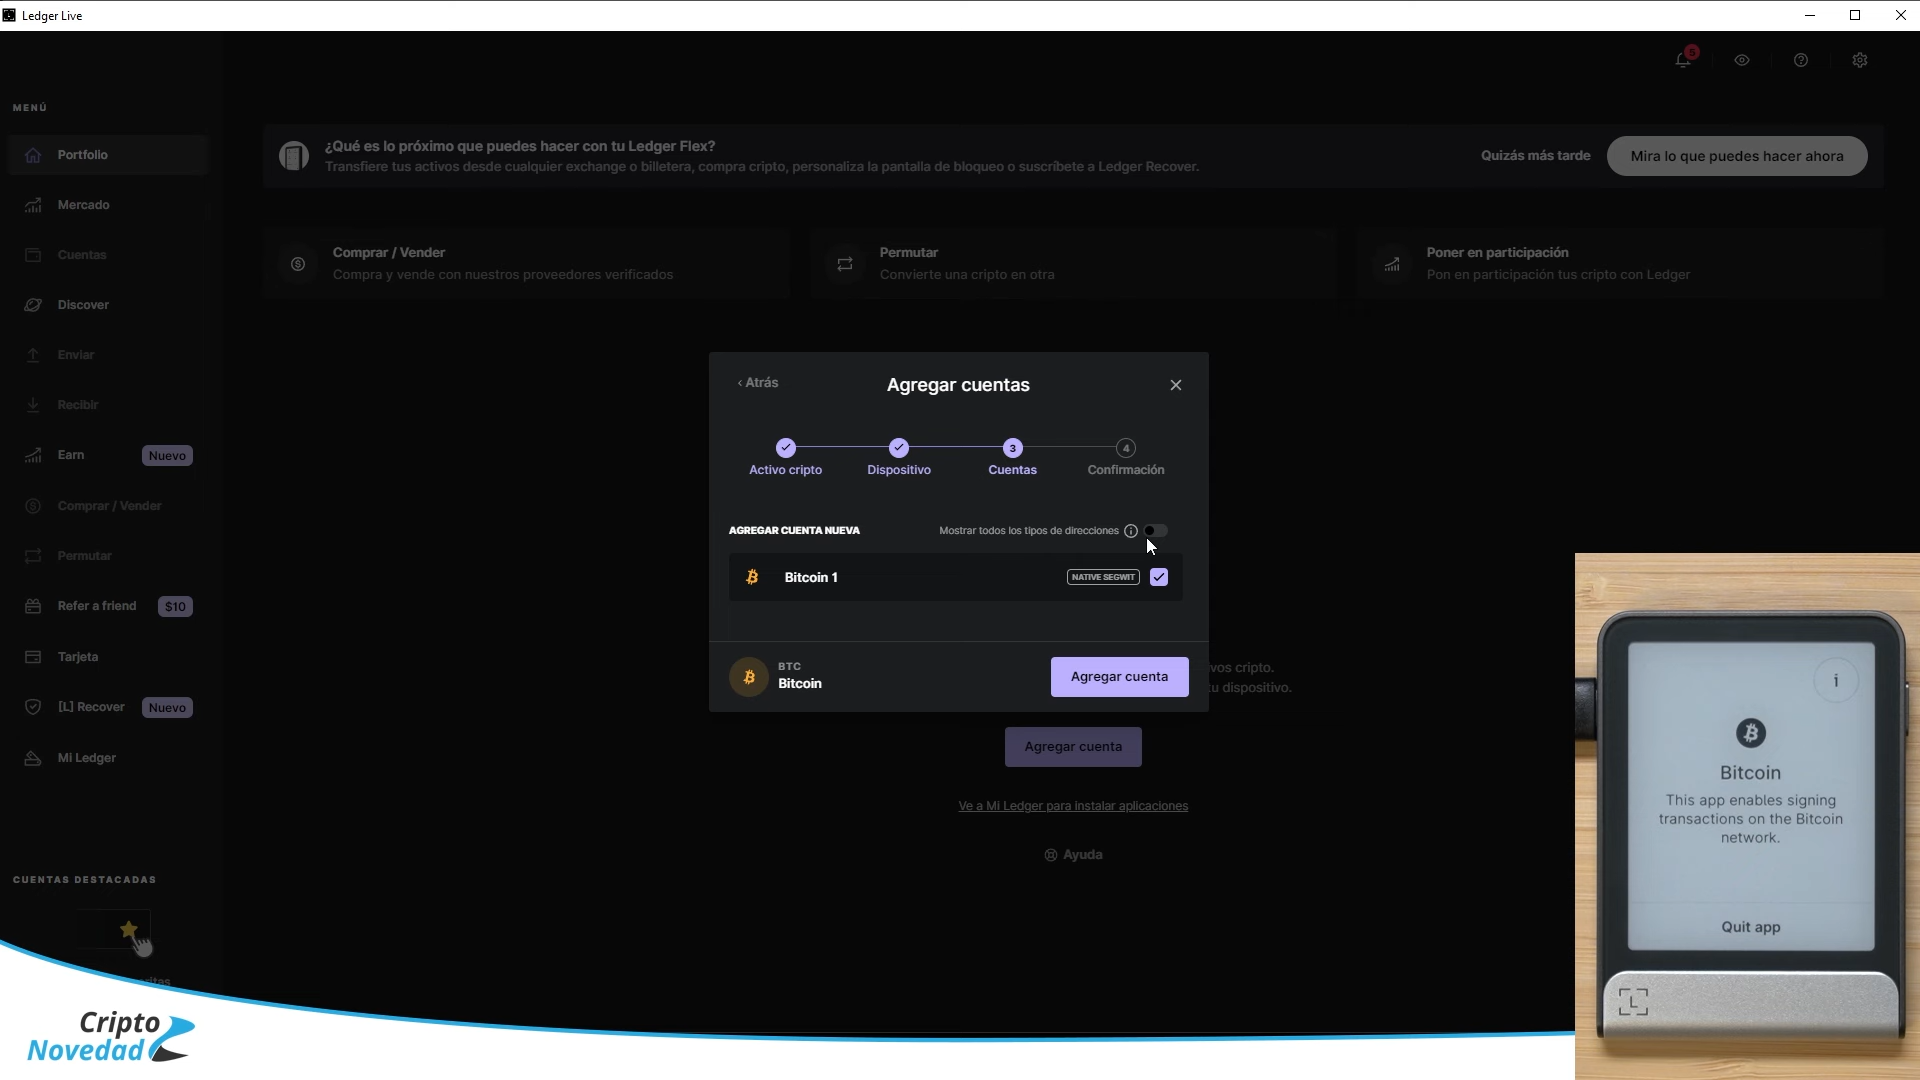 Ledger Live
MENÚ
Portfolio
Mercado
Cuentas
Discover
Enviar
Recibir
Earn
Nuevo
Comprar / Vender
Permutar
Refer a friend
$10
Tarjeta
[L] Recover
Nuevo
Mi Ledger
CUENTAS DESTACADAS
¿Qué es lo próximo que puedes hacer con tu Ledger Flex?
Transfiere tus activos desde cualquier exchange o billetera, compra cripto, personaliza la pantalla de bloqueo o suscríbete a Ledger Recover.
Quizás más tarde
Mira lo que puedes hacer ahora
Comprar / Vender
Compra y vende con nuestros proveedores verificados
Permutar
Convierte una cripto en otra
Poner en participación
Pon en participación tus cripto con Ledger
‹ Atrás
Agregar cuentas
3
4
Activo cripto
Dispositivo
Cuentas
Confirmación
AGREGAR CUENTA NUEVA
Mostrar todos los tipos de direcciones
Bitcoin 1
NATIVE SEGWIT
BTC
Bitcoin
Agregar cuenta
vos cripto.
u dispositivo.
Agregar cuenta
Ve a Mi Ledger para instalar aplicaciones
Ayuda
Cripto
Novedad
i
Bitcoin
This app enables signing
transactions on the Bitcoin
network.
Quit app
L